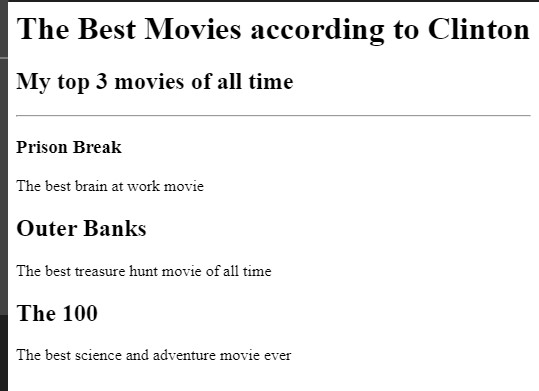 The Best Movies according to Clinton
My top 3 movies of all time
Prison Break
The best brain at work movie
Outer Banks
The best treasure hunt movie of all time
The 100
The best science and adventure movie ever